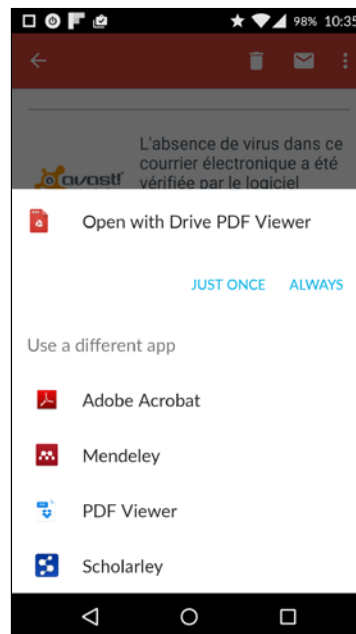 98% 10:35
L'absence de virus dans ce
courrier électronique a été
avast! vérifiée par le logiciel
Open with Drive PDF Viewer
JUST ONCE ALWAYS
Use a different app
Adobe Acrobat
Mendeley
PDF Viewer
Scholarley